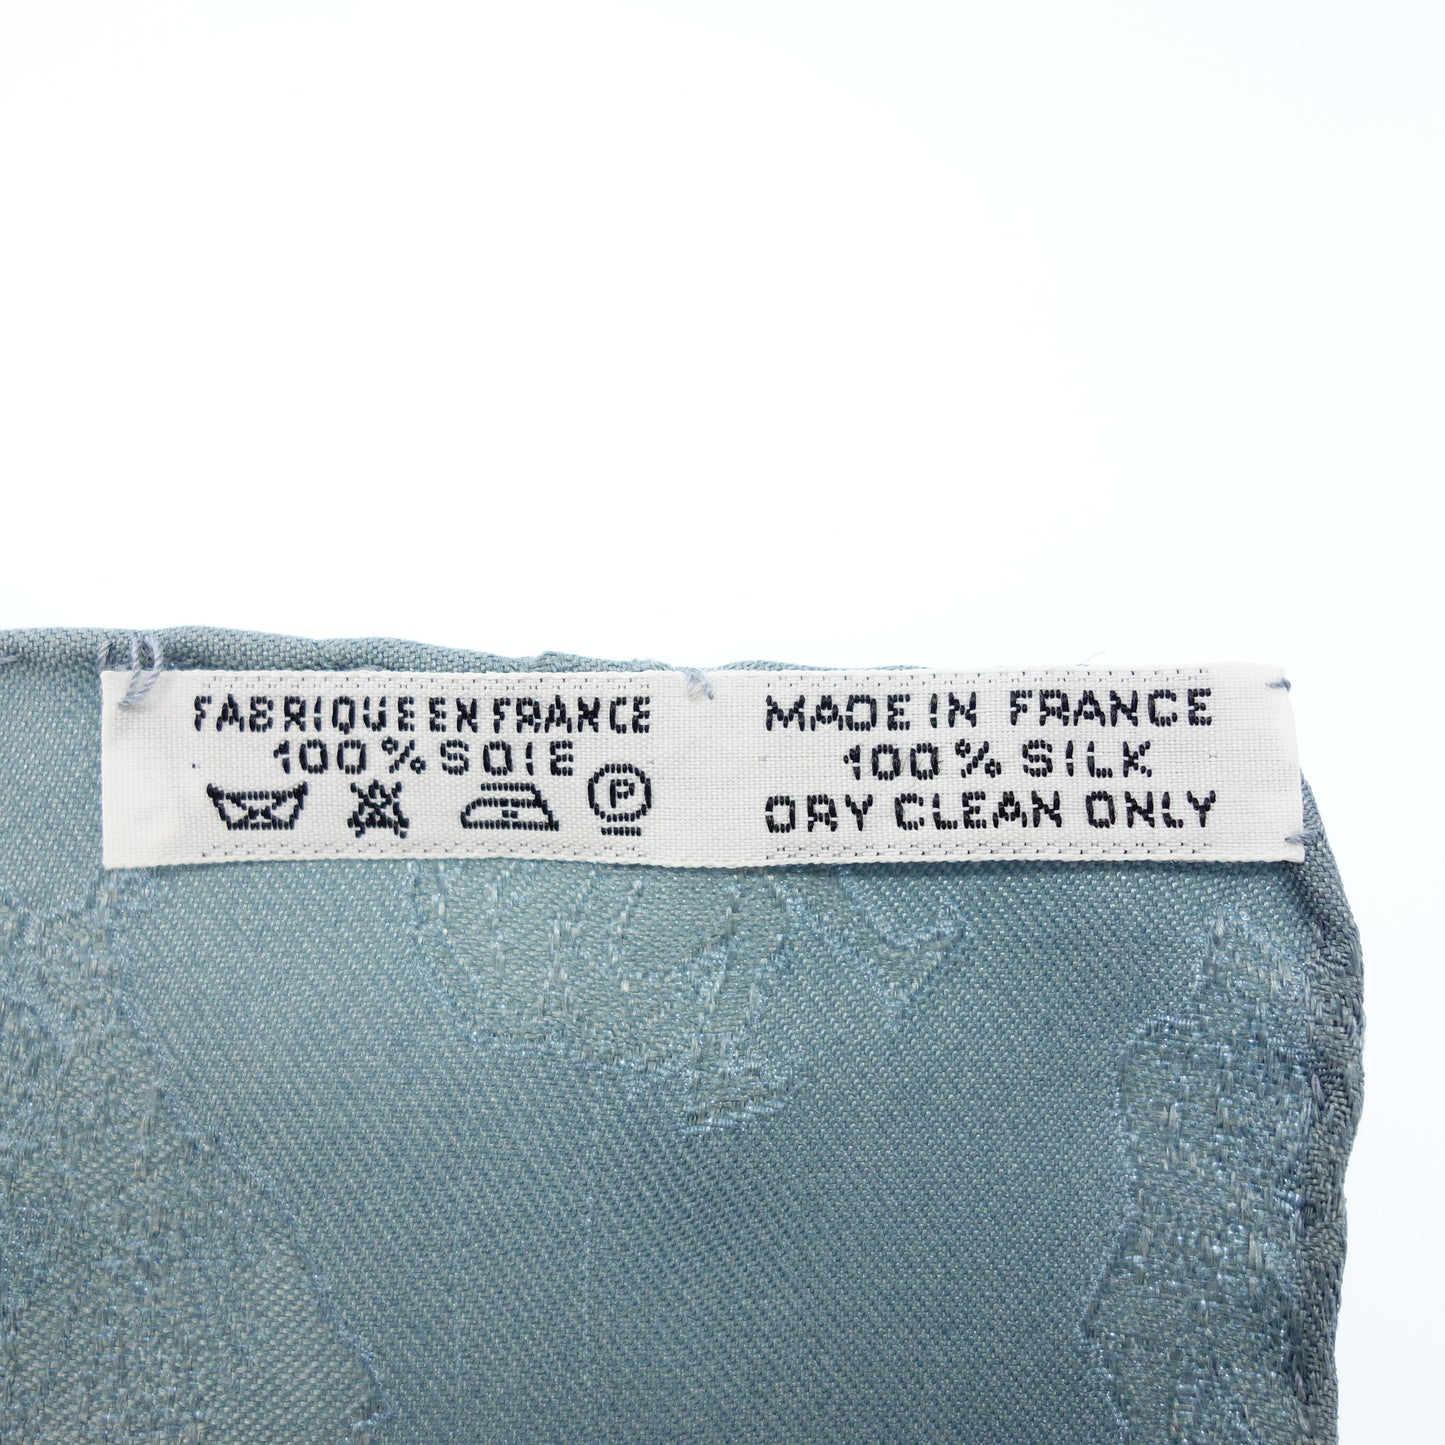 FABRIQUE EN FRANCE
100% SOIE
P
MADE IN FRANCE
100% SILK
DRY CLEAN ONLY